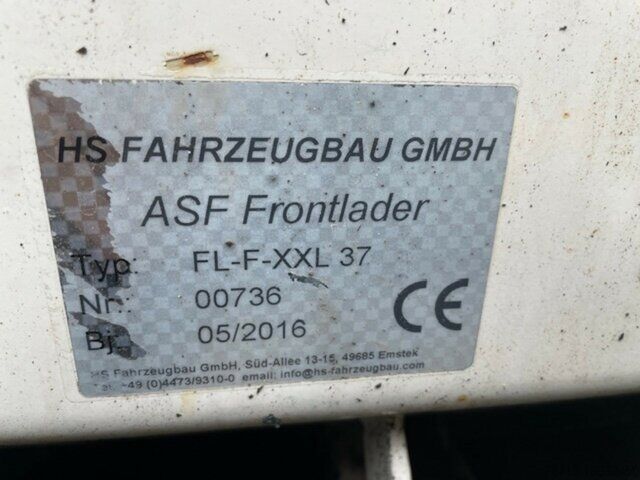 HS FAHRZEUGBAU GMBH
ASF Frontlader
Typ: FL-F-XXL 37
Nr.: 00736
Bj.: 05/2016
CE
HS Fahrzeugbau GmbH, Süd-Allee 13-15, 49685 Emstek
Tel. +49 (0)4473/9310-0 email: info@hs-fahrzeugbau.com